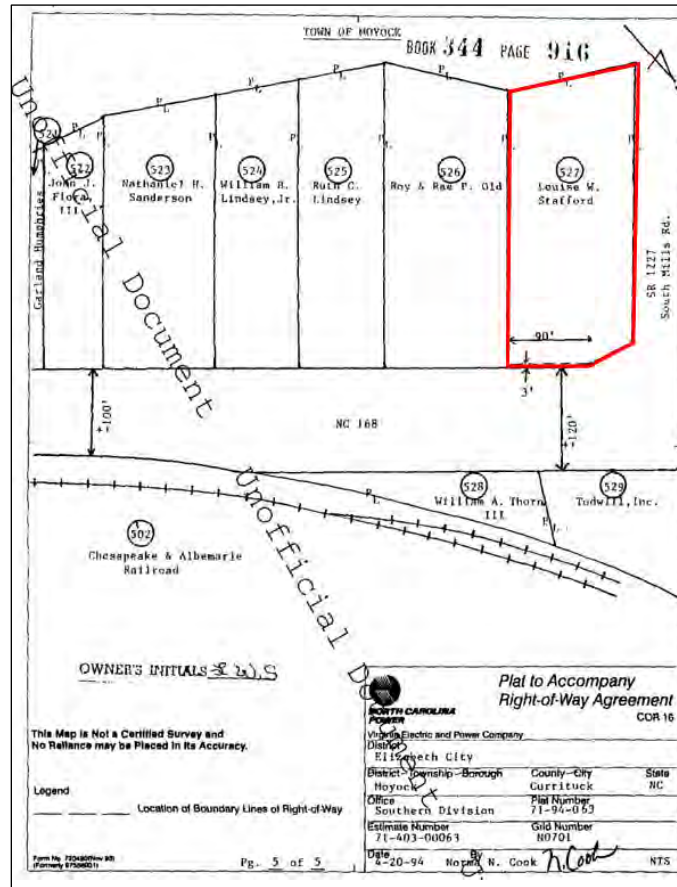 TOWN OF MOYOCK
BOOK 344 PAGE 916
Unofficial Document
P L
P L
P L
P L
P L
521
522
523
524
525
526
527
John J.
Flora,
III
Nathaniel H.
Sanderson
William R.
Lindsey,Jr.
Ruth C.
Lindsey
Roy & Rae P. Old
Louise W.
Stafford
Garland Humphries
SR 1227
South Mills Rd.
90'
3'
+100'
NC 168
+120'
Unofficial Document
528
William A. Thorn
III
529
Todwill,Inc.
P L
P L
502
Chesapeake & Albemarle
Railroad
OWNER'S INITIALS L W.S
This Map is Not a Certified Survey and
No Reliance may be Placed in Its Accuracy.
Legend
Location of Boundary Lines of Right-of-Way
Form No. 720493(Nov 93)
Pg. 5 of 5
NORTH CAROLINA
POWER
Plat to Accompany
Right-of-Way Agreement
COR 16
Virginia Electric and Power Company
District
Elizabeth City
District-Township-Borough County-City State
Moyock Currituck NC
Office Plat Number
Southern Division 71-94-063
Estimate Number Grid Number
71-403-00063 N0701
Date By
4-20-94 Norma N. Cook N. Cook NTS